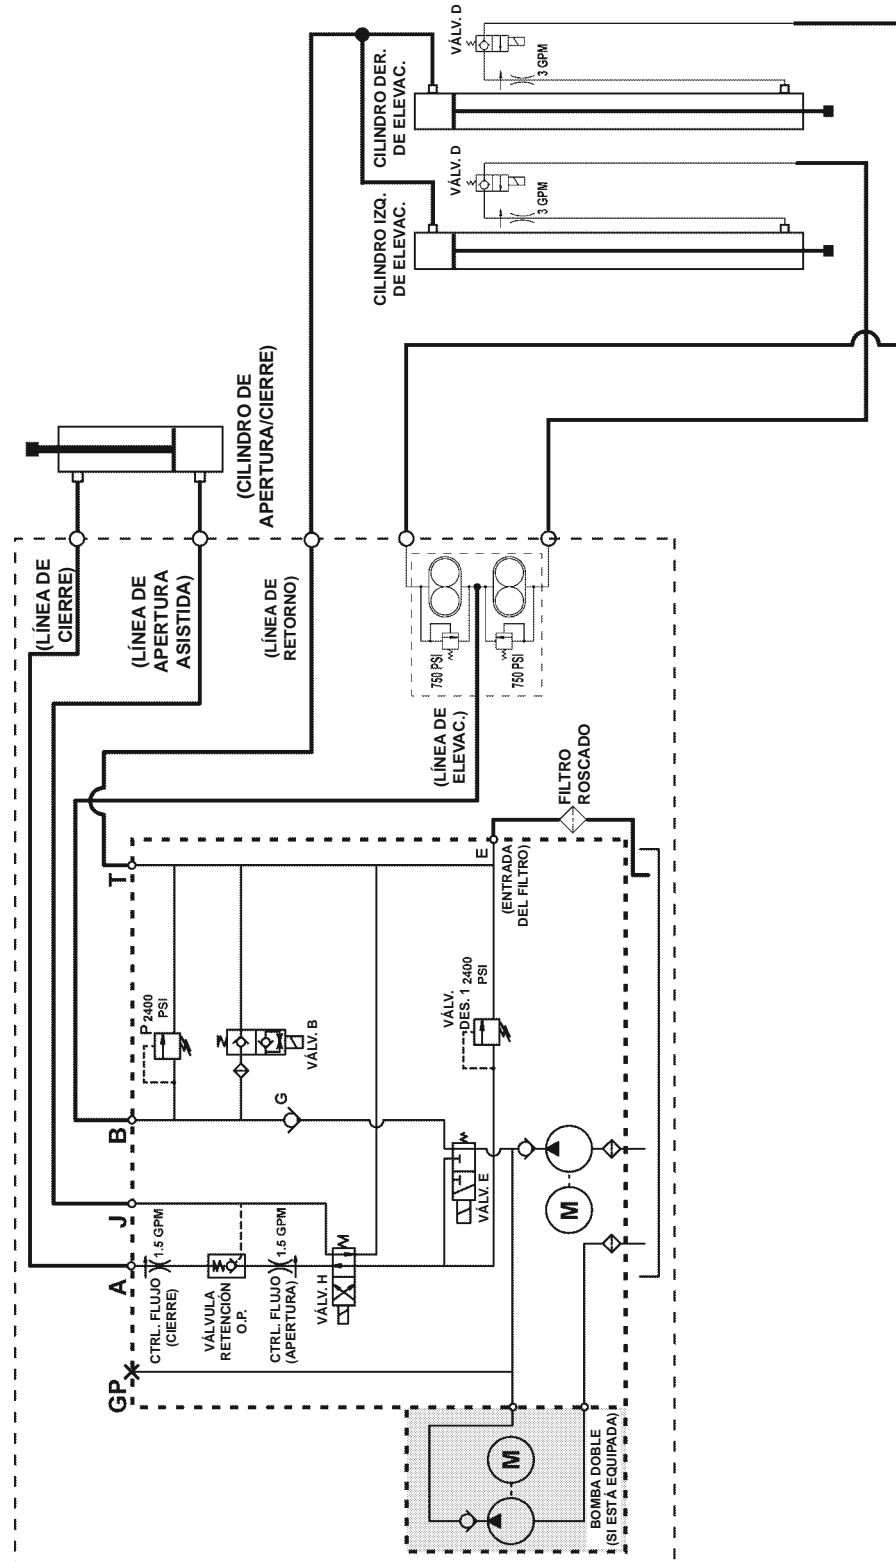 VÁLV. D
3 GPM
CILINDRO DER.
DE ELEVAC.
VÁLV. D
3 GPM
CILINDRO IZQ.
DE ELEVAC.
(CILINDRO DE
APERTURA/CIERRE)
(LÍNEA DE
CIERRE)
(LÍNEA DE
APERTURA
ASISTIDA)
(LÍNEA DE
RETORNO)
750 PSI
750 PSI
(LÍNEA DE
ELEVAC.)
FILTRO
ROSCADO
T
E
(ENTRADA
DEL FILTRO)
P 2400
PSI
VÁLV. B
VÁLV.
DES. 1 2400
PSI
B
G
J
VÁLV. E
M
A
1.5 GPM
CTRL. FLUJO
(CIERRE)
VÁLVULA
RETENCIÓN
O.P.
1.5 GPM
CTRL. FLUJO
(APERTURA)
VÁLV. H
GP
M
BOMBA DOBLE
(SI ESTÁ EQUIPADA)